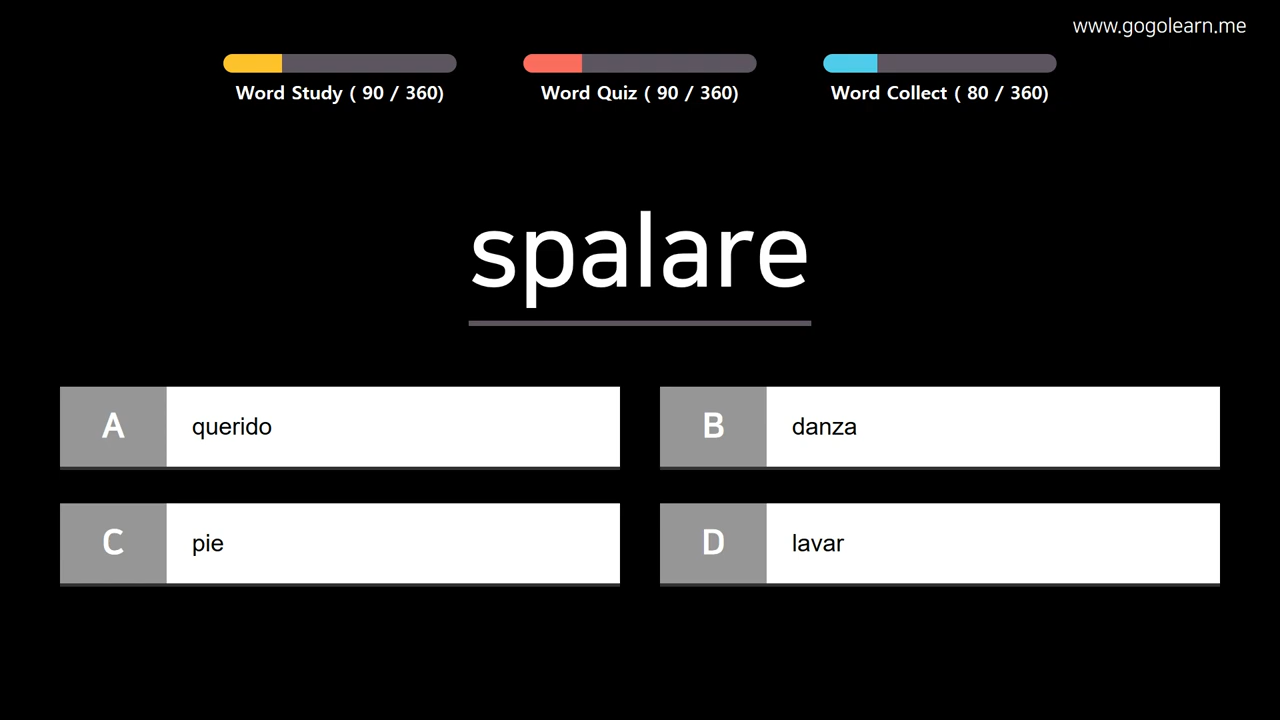 www.gogolearn.me
Word Study ( 90 / 360)
Word Quiz ( 90 / 360)
Word Collect ( 80 / 360)
spalare
A querido
B danza
C pie
D lavar